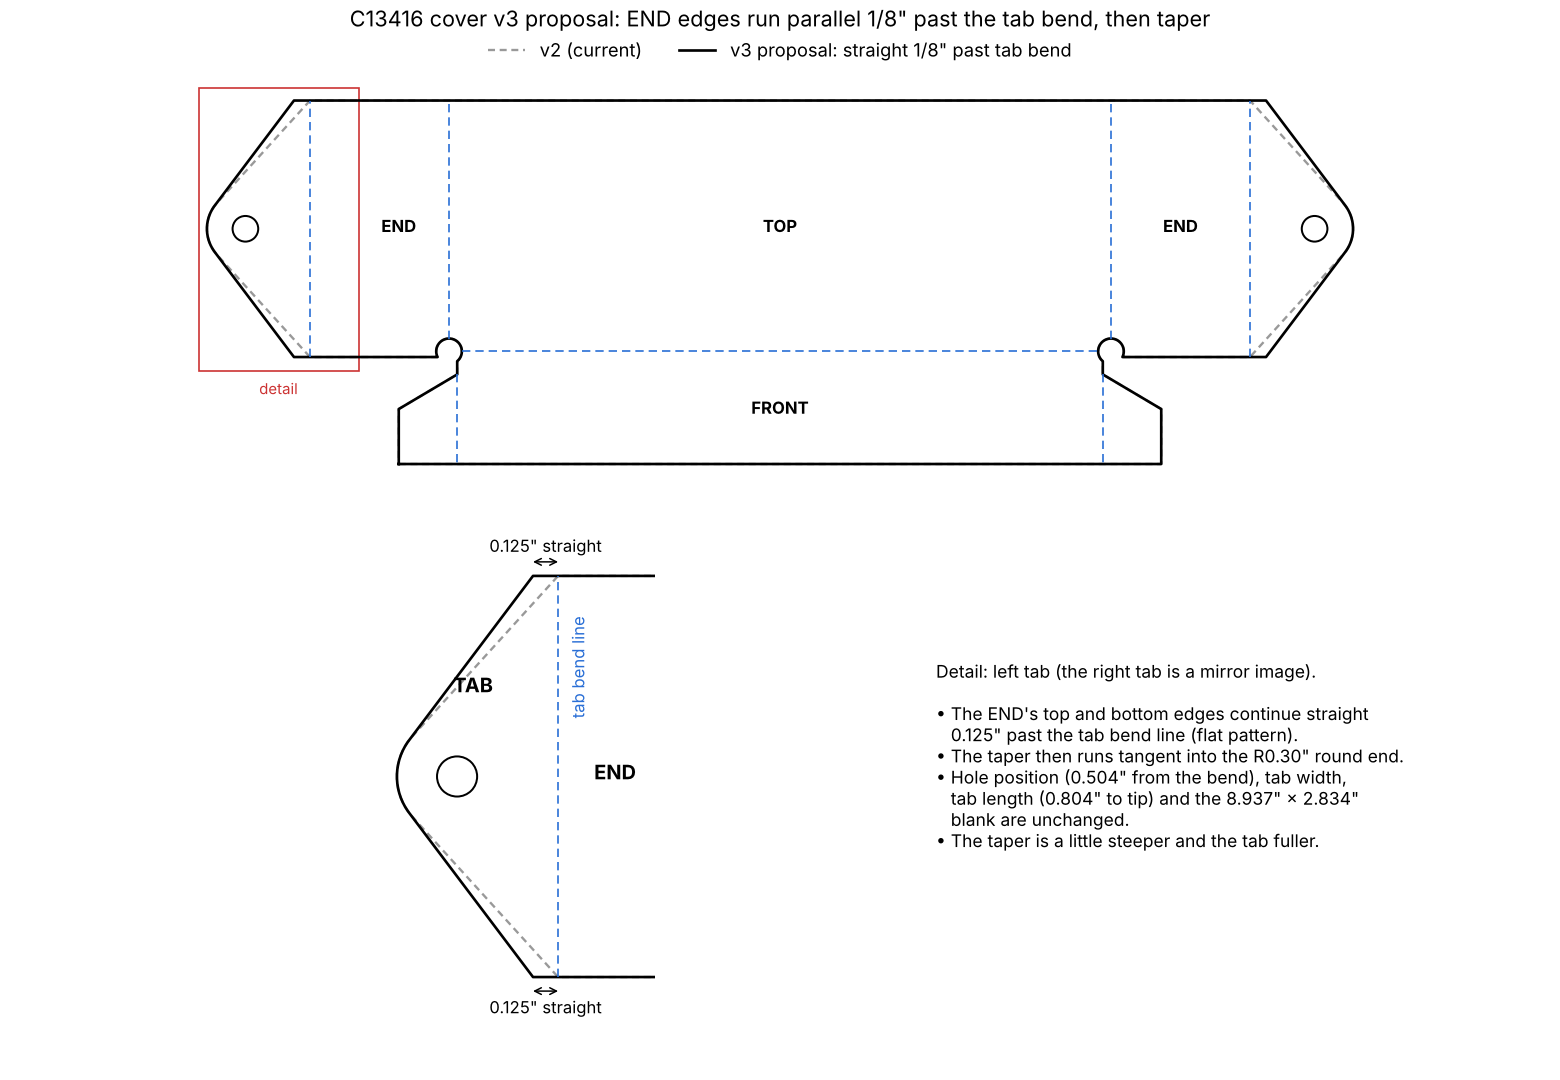 C13416 cover v3 proposal: END edges run parallel 1/8" past the tab bend, then taper
v2 (current)
v3 proposal: straight 1/8" past tab bend
END
TOP
END
detail
FRONT
0.125" straight
tab bend line
TAB
END
0.125" straight
Detail: left tab (the right tab is a mirror image).
• The END's top and bottom edges continue straight
0.125" past the tab bend line (flat pattern).
• The taper then runs tangent into the R0.30" round end.
• Hole position (0.504" from the bend), tab width,
tab length (0.804" to tip) and the 8.937" × 2.834"
blank are unchanged.
• The taper is a little steeper and the tab fuller.